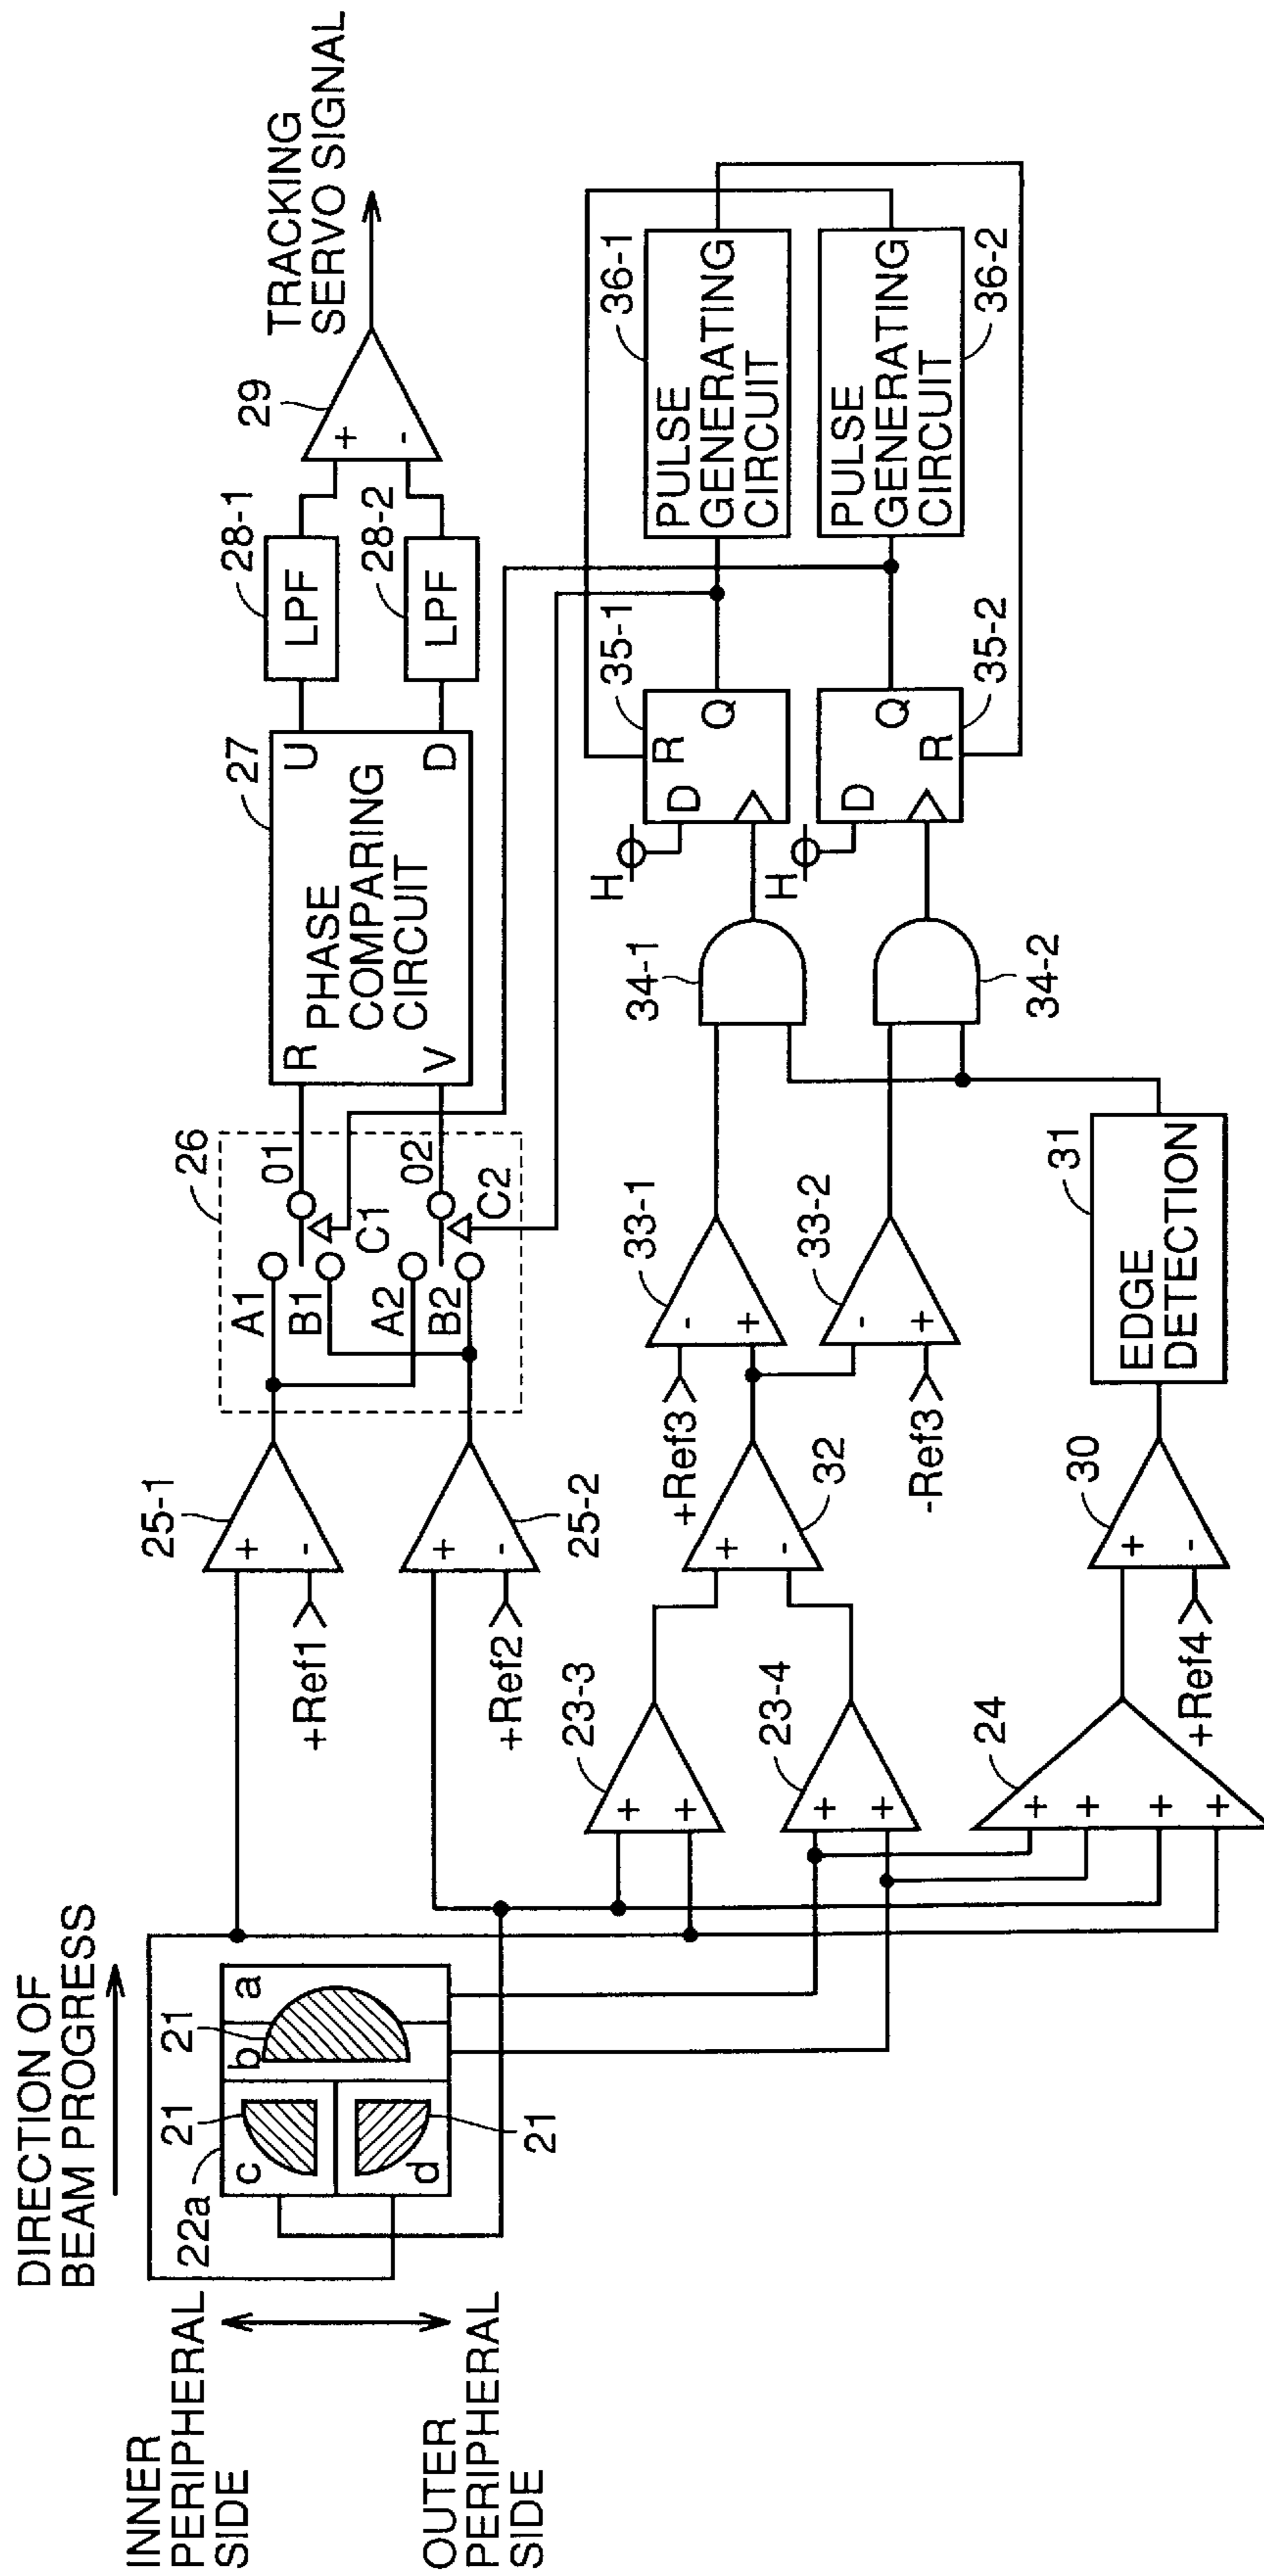 DIRECTION OF
BEAM PROGRESS
INNER
PERIPHERAL
SIDE
OUTER
PERIPHERAL
SIDE
22a
21
21
21
a
b
c
d
25-1
+
-
+Ref1
25-2
+
-
+Ref2
26
A1
B1
A2
B2
O1
O2
C1
C2
27
R
V
U
D
PHASE
COMPARING
CIRCUIT
28-1
LPF
28-2
LPF
29
+
-
TRACKING
SERVO SIGNAL
23-3
+
+
23-4
+
+
32
+
-
+Ref3
33-1
-
+
33-2
-
+
-Ref3
34-1
34-2
H
D
R
Q
35-1
H
D
R
Q
35-2
36-1
PULSE
GENERATING
CIRCUIT
PULSE
GENERATING
CIRCUIT
36-2
24
+
+
+
+
30
+
-
+Ref4
31
EDGE
DETECTION